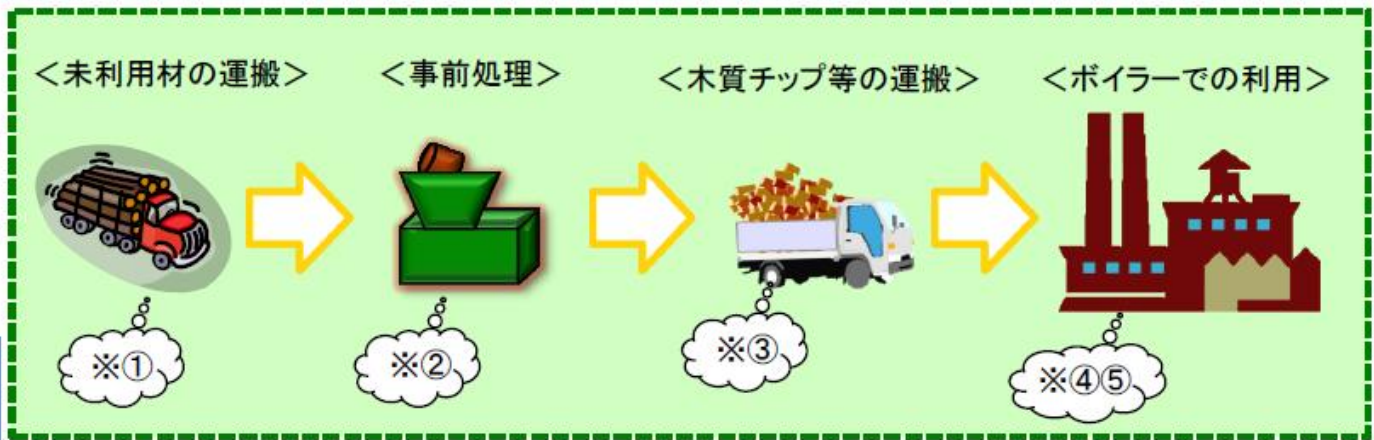 ＜未利用材の運搬＞
＜事前処理＞
＜木質チップ等の運搬＞
＜ボイラーでの利用＞
※①
※②
※③
※④⑤